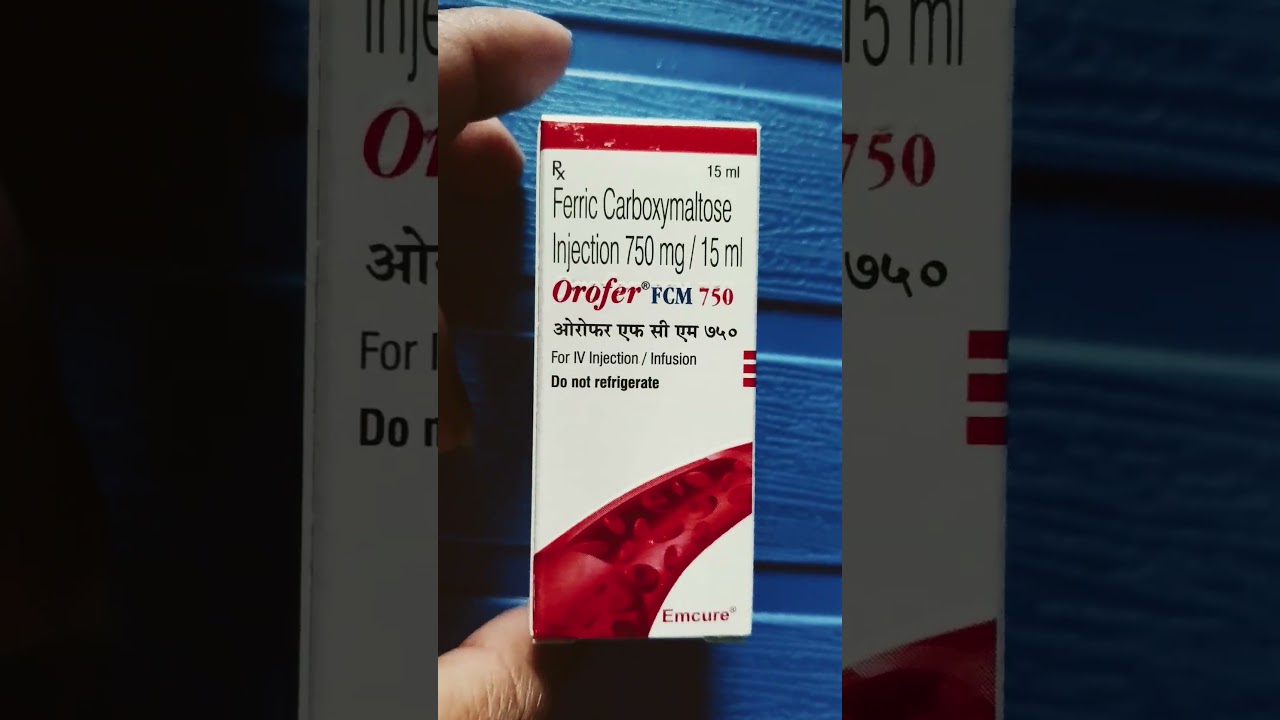 ℞ 15 ml
Ferric Carboxymaltose
Injection 750 mg / 15 ml
Orofer® FCM 750
ओरोफर एफ सी एम ७५०
For IV Injection / Infusion
Do not refrigerate
Emcure®